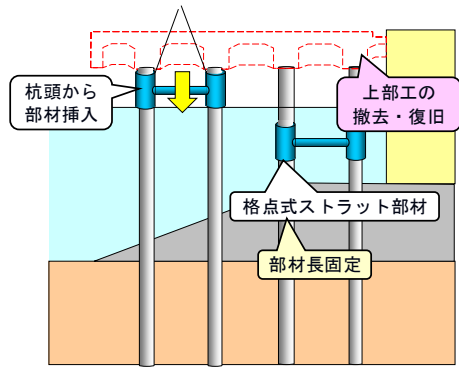 杭頭から
部材挿入
上部工の
撤去・復旧
格点式ストラット部材
部材長固定